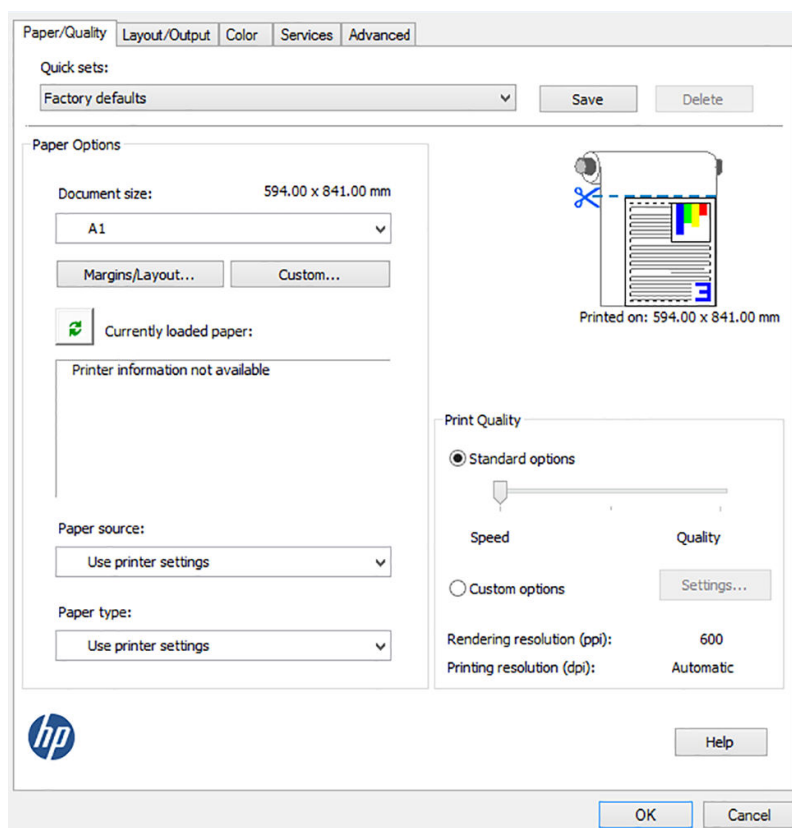 Paper/Quality Layout/Output Color Services Advanced
Quick sets:
Factory defaults Save Delete
Paper Options
Document size: 594.00 x 841.00 mm
A1
Margins/Layout... Custom...
Currently loaded paper:
Printer information not available
Paper source:
Use printer settings
Paper type:
Use printer settings
3
Printed on: 594.00 x 841.00 mm
Print Quality
Standard options
Speed Quality
Custom options Settings...
Rendering resolution (ppi): 600
Printing resolution (dpi): Automatic
hp
Help
OK Cancel